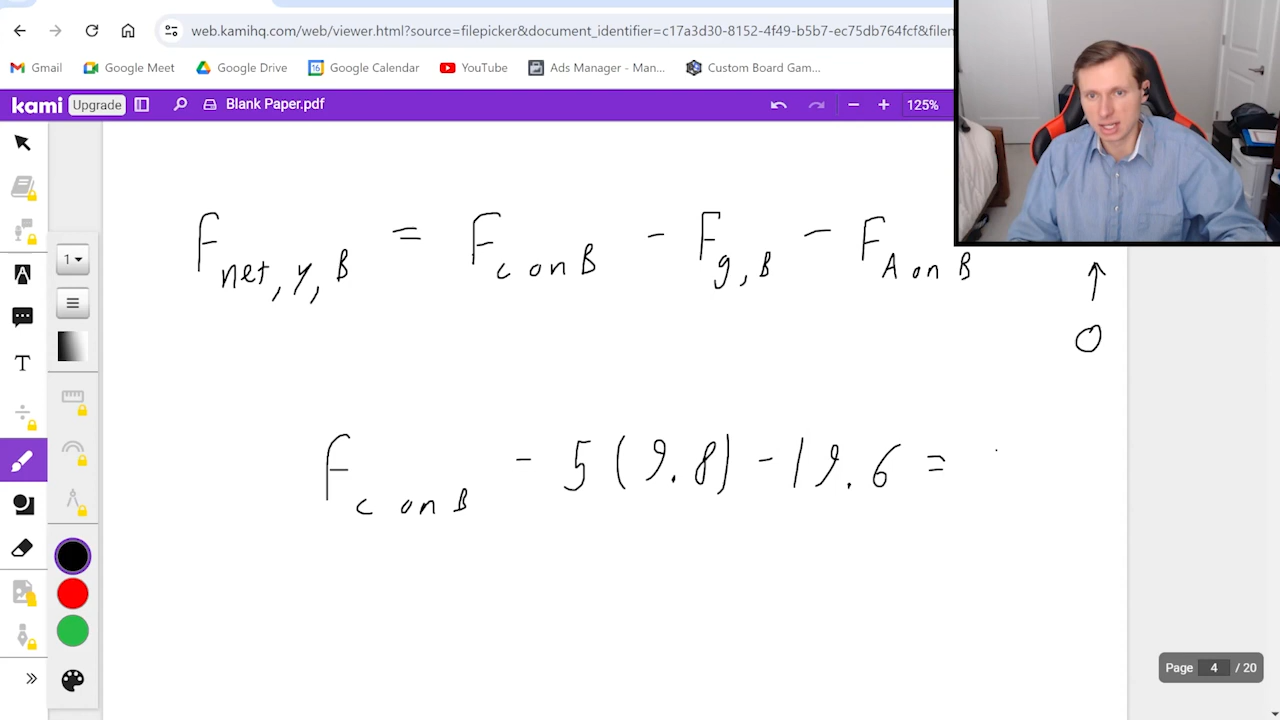 web.kamihq.com/web/viewer.html?source=filepicker&document_identifier=c17a3d30-8152-4f49-b5b7-ec75db764fcf&filen
Gmail Google Meet Google Drive 16 Google Calendar YouTube Ads Manager - Man... Custom Board Gam...
kami Upgrade Blank Paper.pdf 125%
F net, y, B = F c on B - F g, B - F A on B
↑
0
1
F c on B - 5(9.8) - 19.6 =
A
T
Page 4 / 20